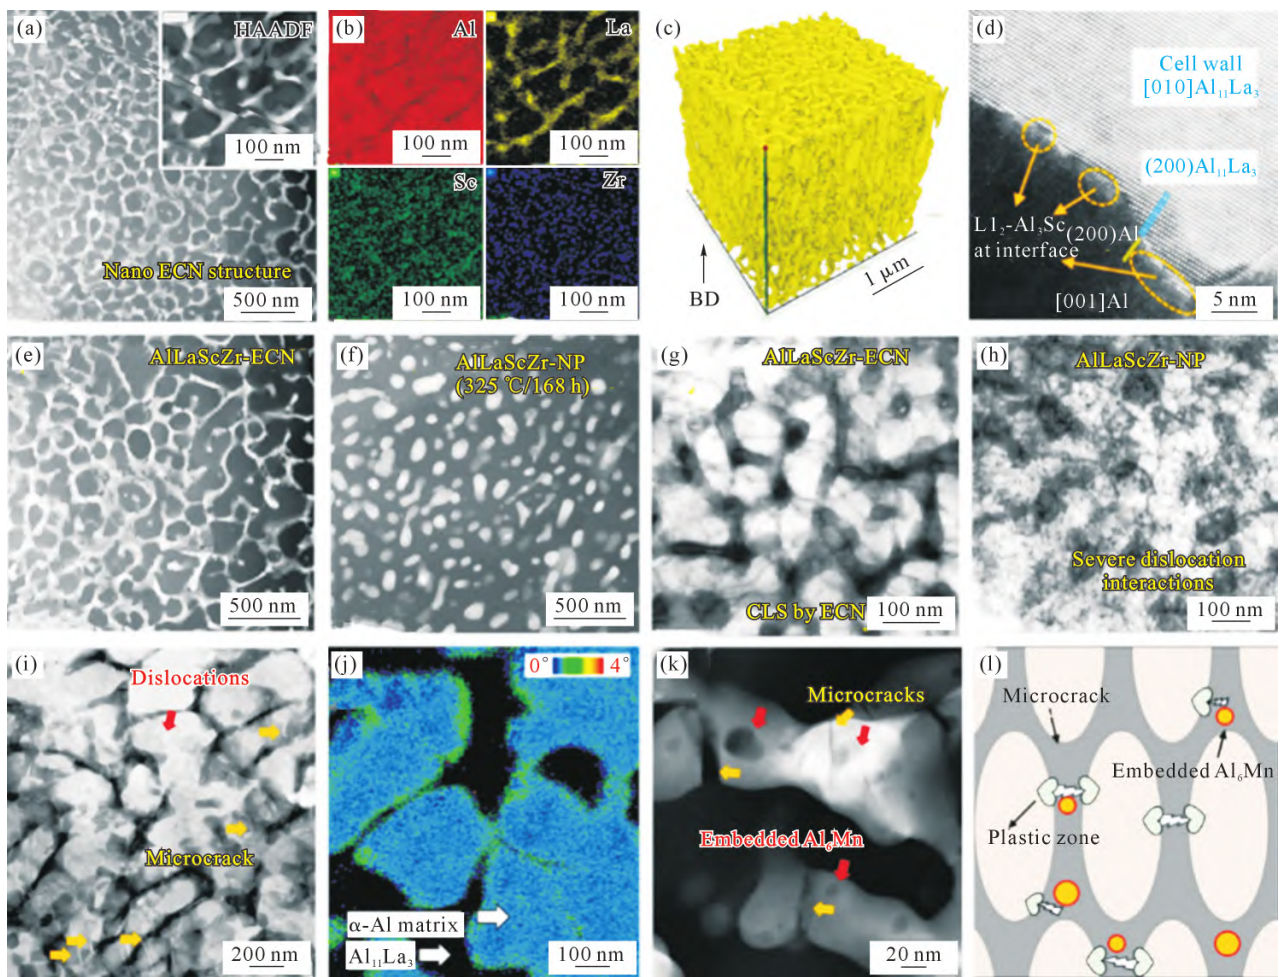 (a)
HAADF
100 nm
Nano ECN structure
500 nm
(b)
Al
100 nm
La
100 nm
Sc
100 nm
Zr
100 nm
(c)
BD
1 μm
(d)
Cell wall
[010]Al₁₁La₃
(200)Al₁₁La₃
L1₂-Al₃Sc
at interface
(200)Al
[001]Al
5 nm
(e)
AlLaScZr-ECN
500 nm
(f)
AlLaScZr-NP
(325 ℃/168 h)
500 nm
(g)
AlLaScZr-ECN
CLS by ECN
100 nm
(h)
AlLaScZr-NP
Severe dislocation
interactions
100 nm
(i)
Dislocations
Microcrack
200 nm
(j)
0° 4°
α-Al matrix
Al₁₁La₃
100 nm
(k)
Microcracks
Embedded Al₆Mn
20 nm
(l)
Microcrack
Embedded Al₆Mn
Plastic zone